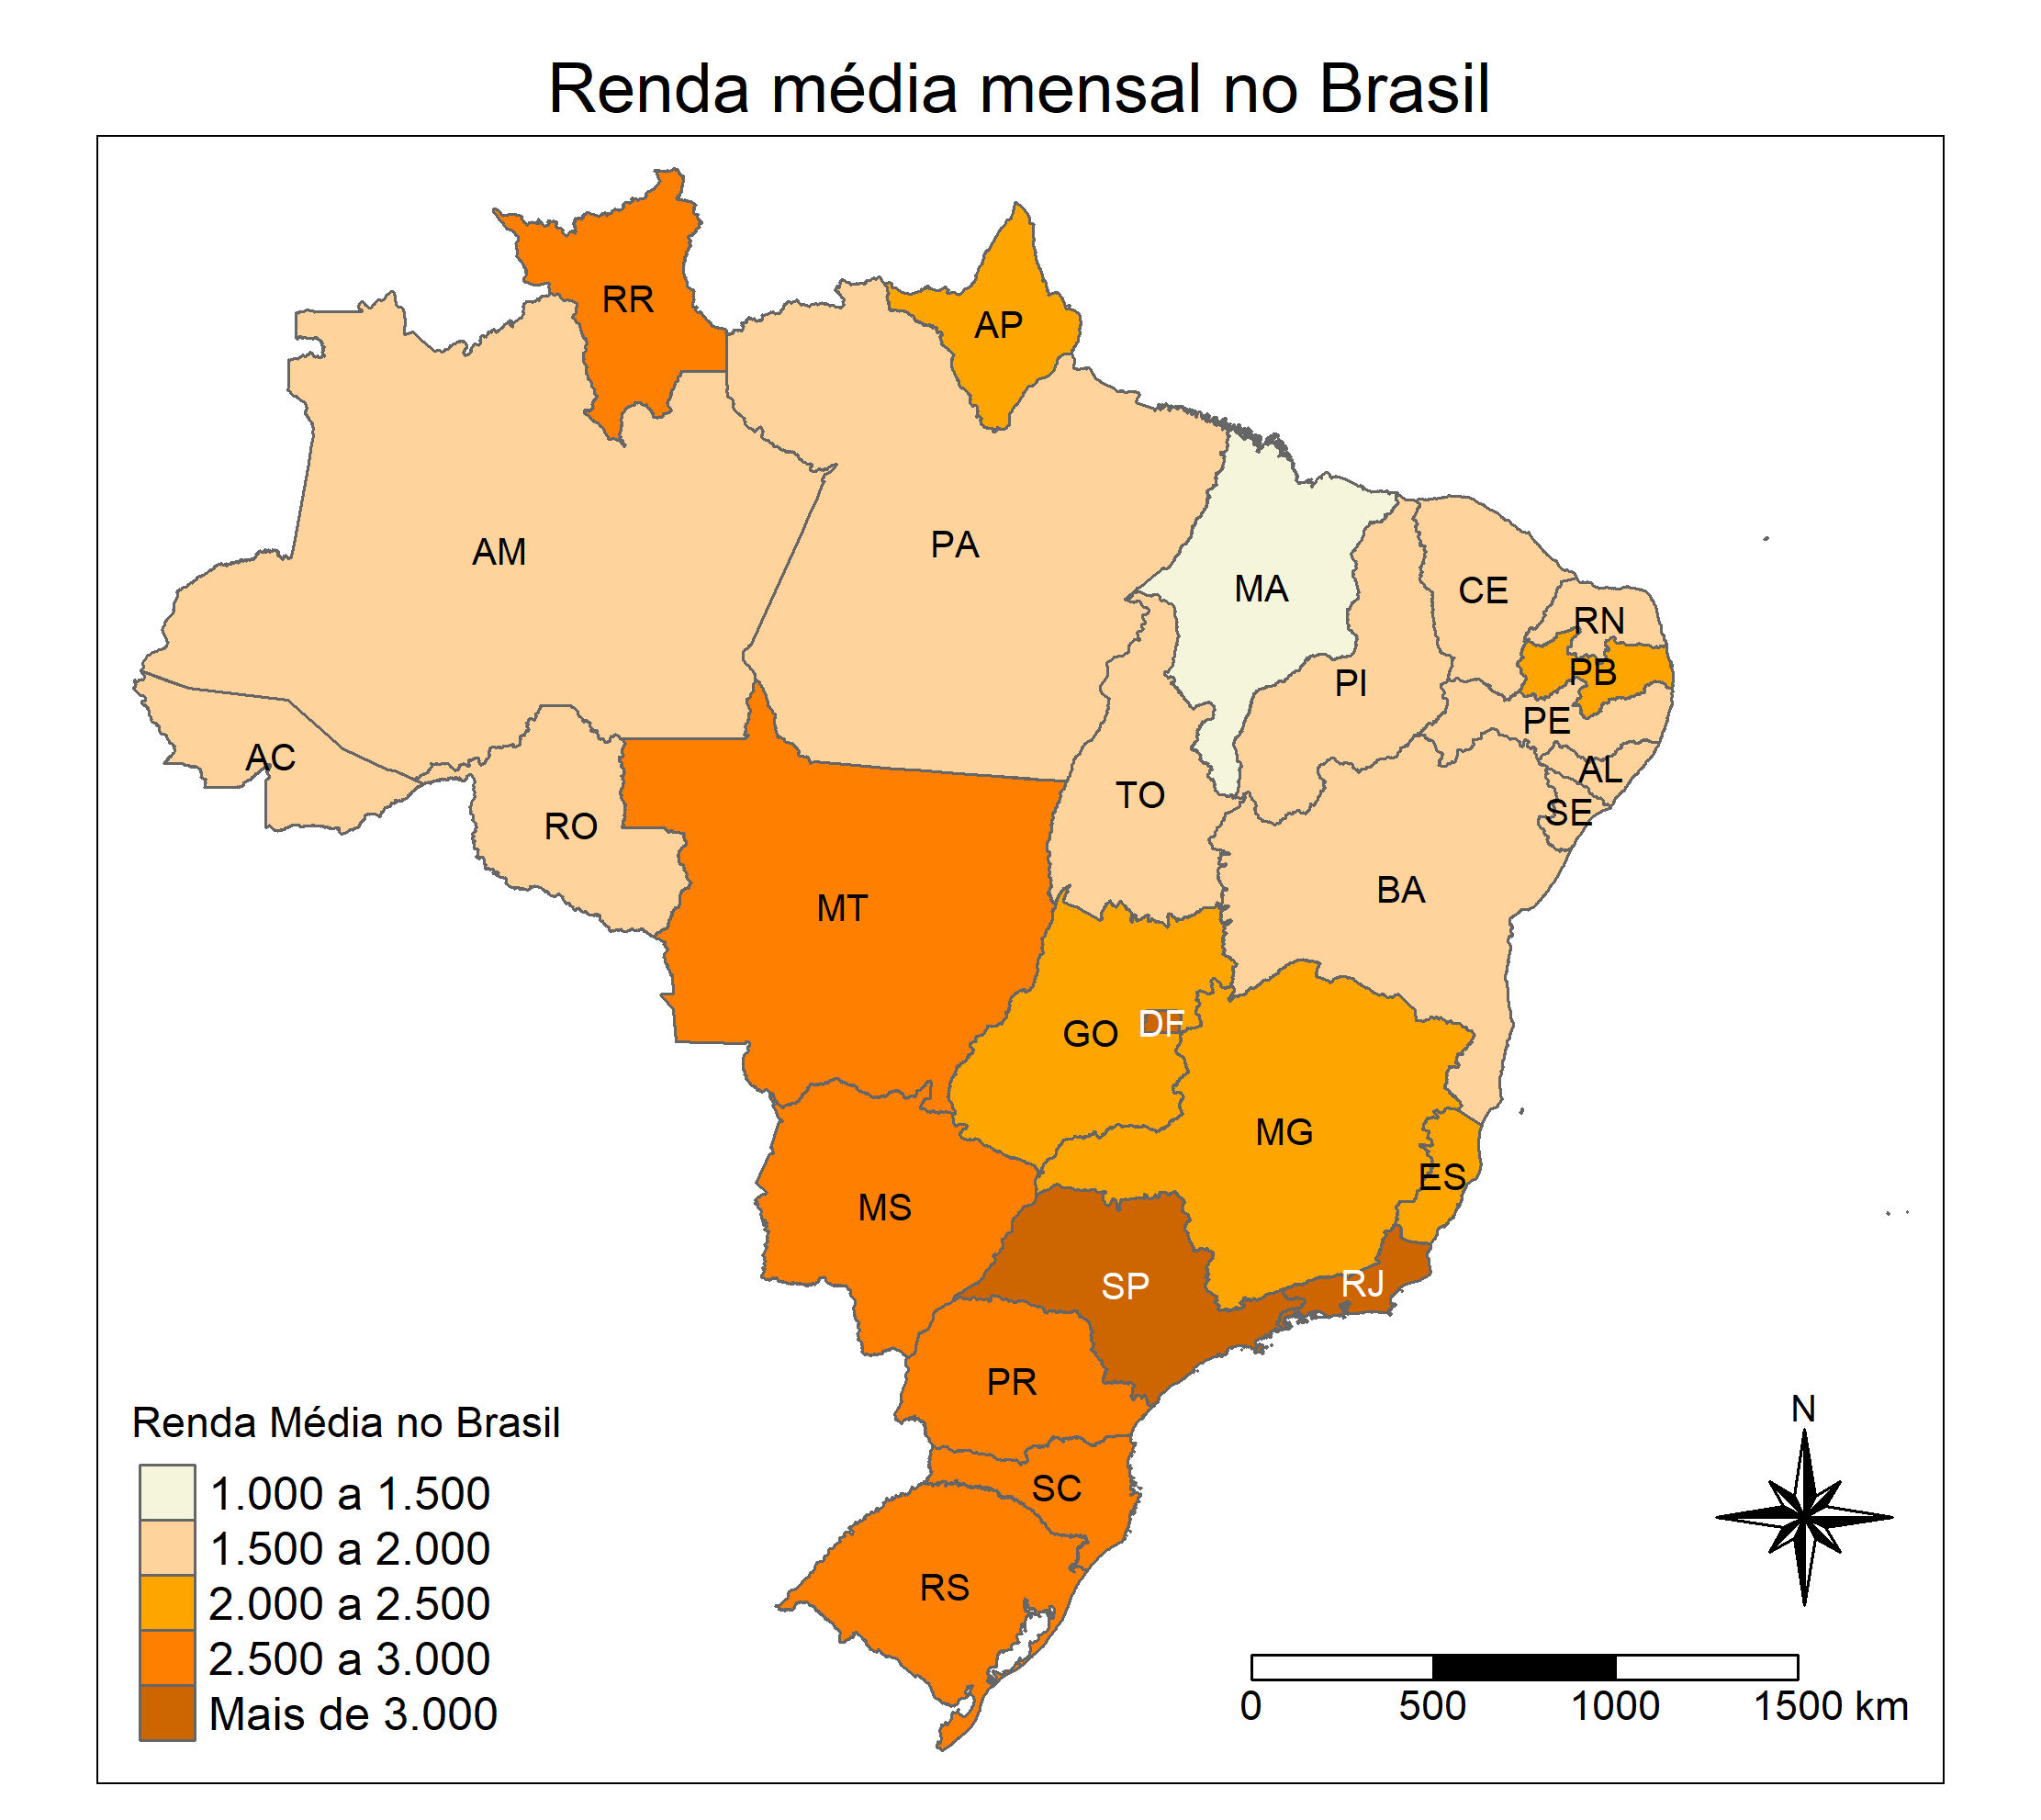 Renda média mensal no Brasil
RR
AP
AM
PA
MA
CE
RN
PB
PI
PE
AC
AL
TO
SE
RO
BA
MT
DF
GO
MG
ES
MS
SP
RJ
PR
SC
RS
Renda Média no Brasil
1.000 a 1.500
1.500 a 2.000
2.000 a 2.500
2.500 a 3.000
Mais de 3.000
N
0 500 1000 1500 km